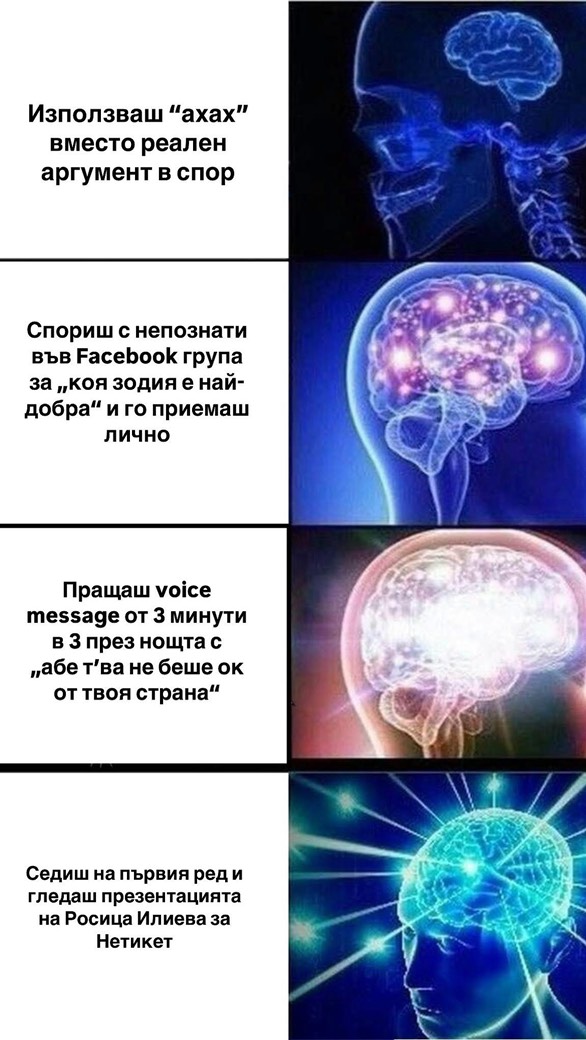 Използваш “ахах”
вместо реален
аргумент в спор
Спориш с непознати
във Facebook група
за „коя зодия е най-
добра“ и го приемаш
лично
Пращаш voice
message от 3 минути
в 3 през нощта с
„абе т’ва не беше ок
от твоя страна“
Седиш на първия ред и
гледаш презентацията
на Росица Илиева за
Нетикет